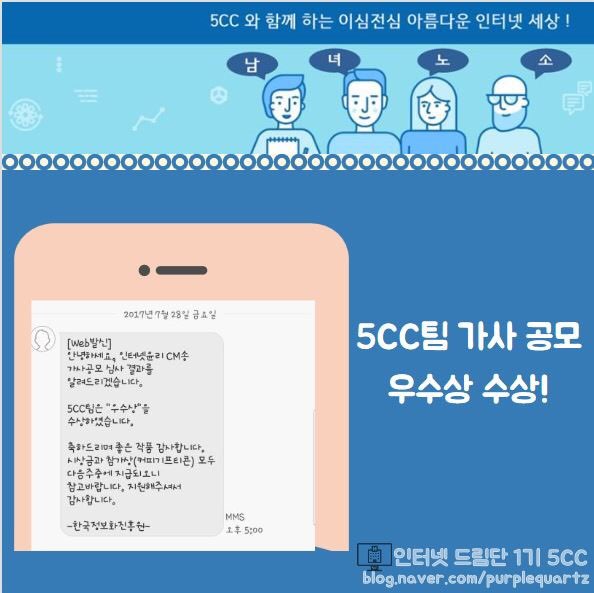 5CC 와 함께 하는 이심전심 아름다운 인터넷 세상 !
남 녀 노 소
2017년 7월 28일 금요일
[Web발신]
안녕하세요, 인터넷윤리 CM송
가사공모 심사 결과를
알려드리겠습니다.
5CC팀은 "우수상"을
수상하였습니다.
축하드리며 좋은 작품 감사합니다.
시상금과 참가상(커피기프티콘) 모두
다음주중에 지급되오니
참고바랍니다. 지원해주셔서
감사합니다.
-한국정보화진흥원-
MMS
오후 5:00
5CC팀 가사 공모
우수상 수상!
인터넷 드림단 1기 5CC
blog.naver.com/purplequartz